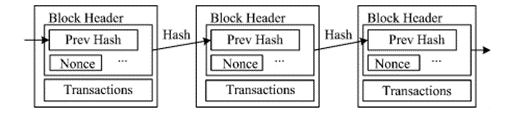 Block Header
Prev Hash
Nonce ...
Transactions
Hash
Block Header
Prev Hash
Nonce ...
Transactions
Hash
Block Header
Prev Hash
Nonce ...
Transactions